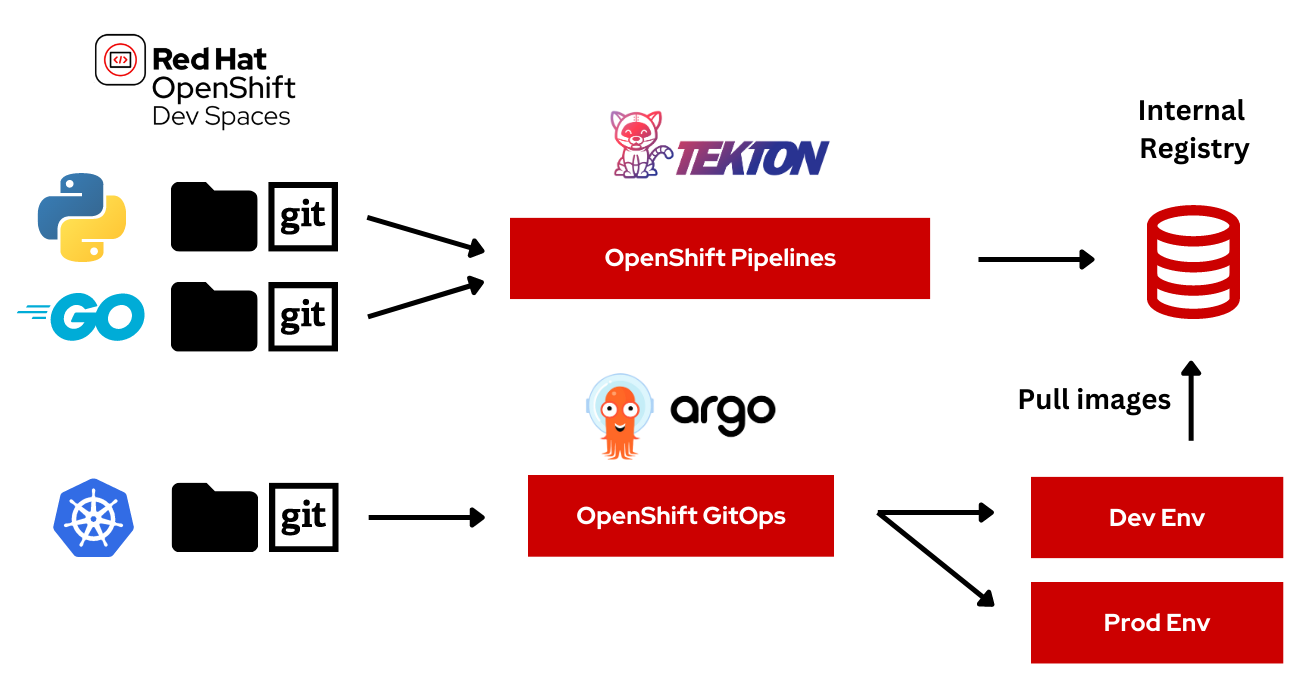 Red Hat
OpenShift
Dev Spaces
</>
TEKTON
Internal
Registry
git
OpenShift Pipelines
GO
git
Pull images
argo
git
OpenShift GitOps
Dev Env
Prod Env